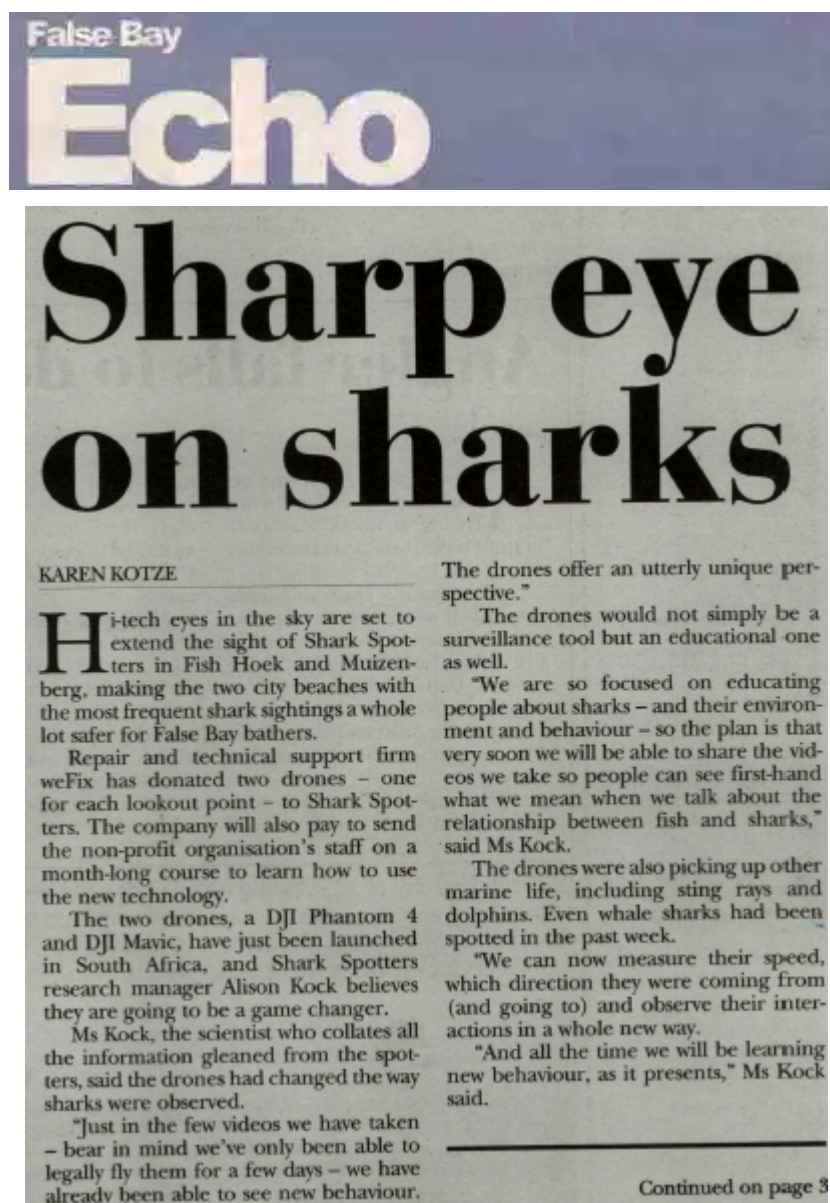 False Bay
Echo
Sharp eye
on sharks
KAREN KOTZE
Hi-tech eyes in the sky are set to
extend the sight of Shark Spot-
ters in Fish Hoek and Muizen-
berg, making the two city beaches with
the most frequent shark sightings a whole
lot safer for False Bay bathers.
Repair and technical support firm
weFix has donated two drones – one
for each lookout point – to Shark Spot-
ters. The company will also pay to send
the non-profit organisation's staff on a
month-long course to learn how to use
the new technology.
The two drones, a DJI Phantom 4
and DJI Mavic, have just been launched
in South Africa, and Shark Spotters
research manager Alison Kock believes
they are going to be a game changer.
Ms Kock, the scientist who collates all
the information gleaned from the spot-
ters, said the drones had changed the way
sharks were observed.
"Just in the few videos we have taken
– bear in mind we've only been able to
legally fly them for a few days – we have
already been able to see new behaviour.
The drones offer an utterly unique per-
spective."
The drones would not simply be a
surveillance tool but an educational one
as well.
"We are so focused on educating
people about sharks – and their environ-
ment and behaviour – so the plan is that
very soon we will be able to share the vid-
eos we take so people can see first-hand
what we mean when we talk about the
relationship between fish and sharks,"
said Ms Kock.
The drones were also picking up other
marine life, including sting rays and
dolphins. Even whale sharks had been
spotted in the past week.
"We can now measure their speed,
which direction they were coming from
(and going to) and observe their inter-
actions in a whole new way.
"And all the time we will be learning
new behaviour, as it presents," Ms Kock
said.
Continued on page 3